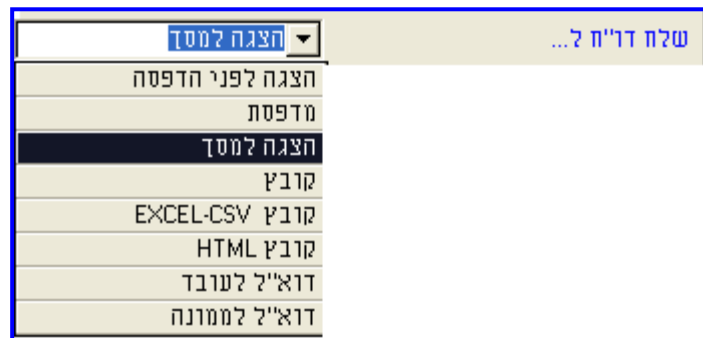 שלח דו''ח ל...
הצגה למסך
הצגה לפני הדפסה
מדפסת
הצגה למסך
קובץ
קובץ EXCEL-CSV
קובץ HTML
דוא''ל לעובד
דוא''ל לממונה